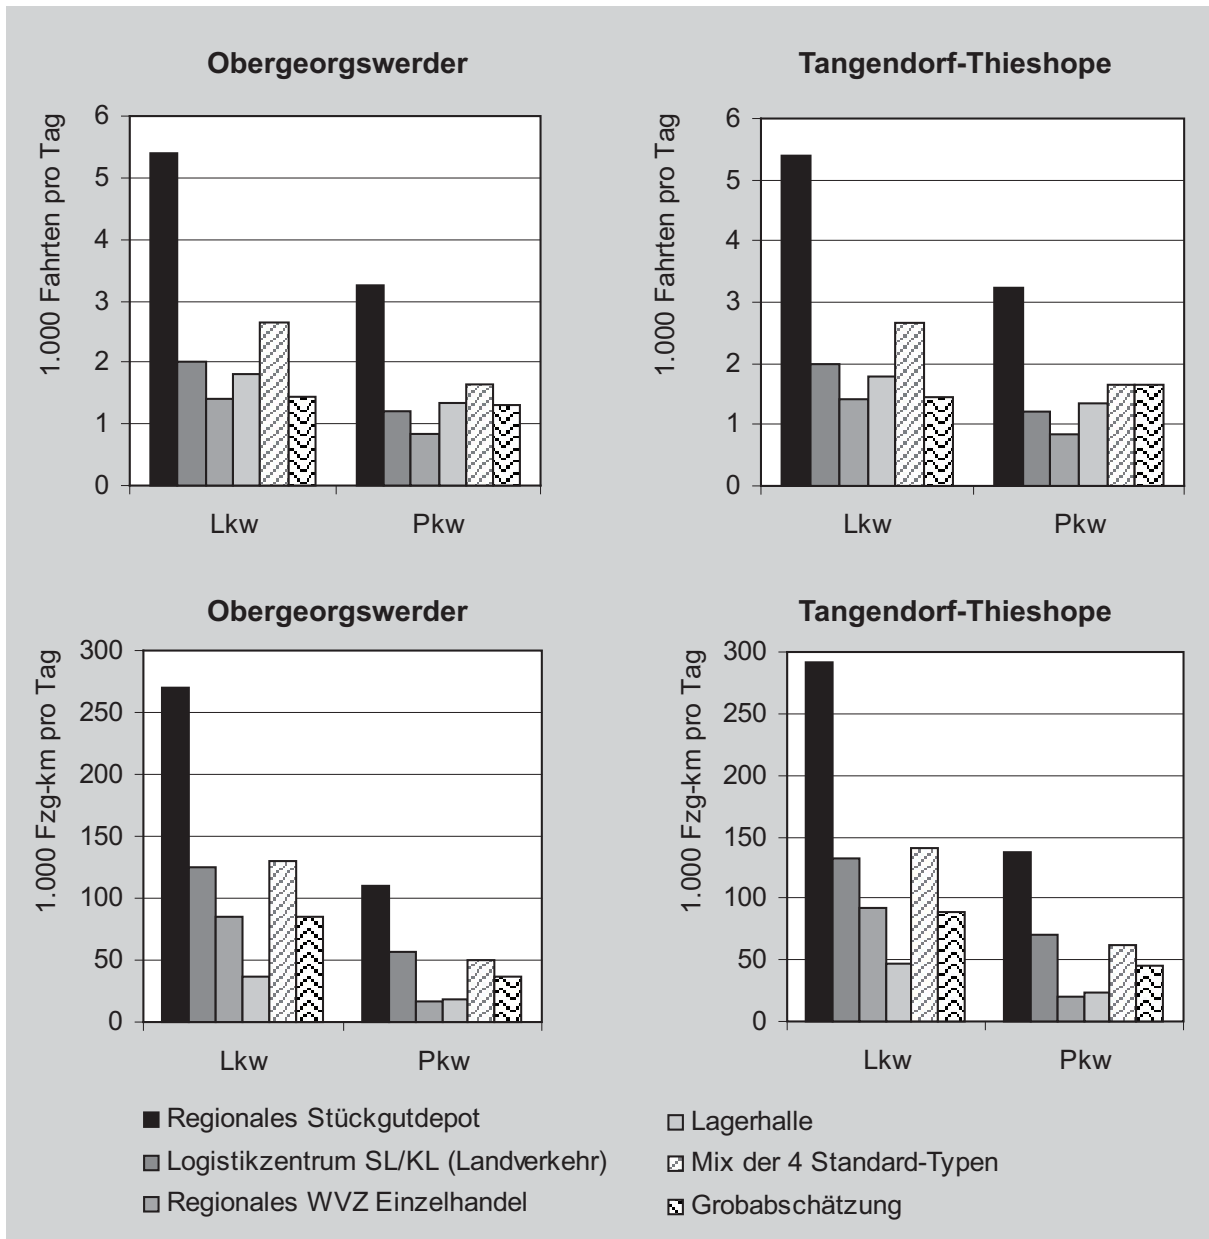 Obergeorgswerder
1.000 Fahrten pro Tag
6
5
4
3
2
1
0
Lkw Pkw
Tangendorf-Thieshope
1.000 Fahrten pro Tag
6
5
4
3
2
1
0
Lkw Pkw
Obergeorgswerder
1.000 Fzg-km pro Tag
300
250
200
150
100
50
0
Lkw Pkw
Tangendorf-Thieshope
1.000 Fzg-km pro Tag
300
250
200
150
100
50
0
Lkw Pkw
Regionales Stückgutdepot
Logistikzentrum SL/KL (Landverkehr)
Regionales WVZ Einzelhandel
Lagerhalle
Mix der 4 Standard-Typen
Grobabschätzung